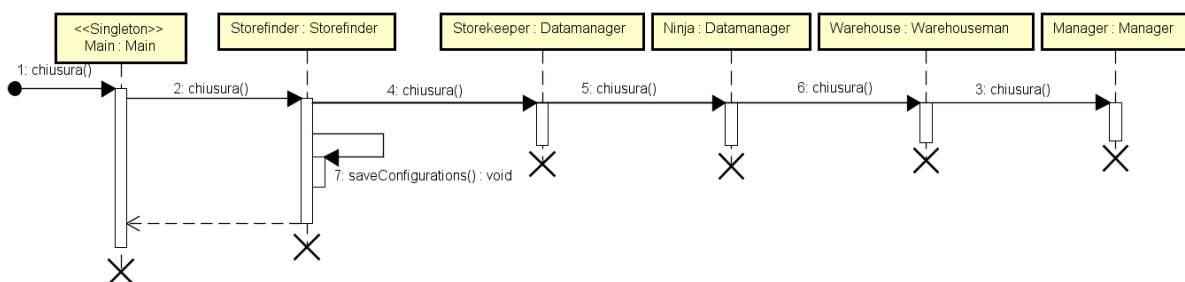 <<Singleton>>
Main : Main
Storefinder : Storefinder
Storekeeper : Datamanager
Ninja : Datamanager
Warehouse : Warehouseman
Manager : Manager
1: chiusura()
2: chiusura()
4: chiusura()
5: chiusura()
6: chiusura()
3: chiusura()
7: saveConfigurations() : void